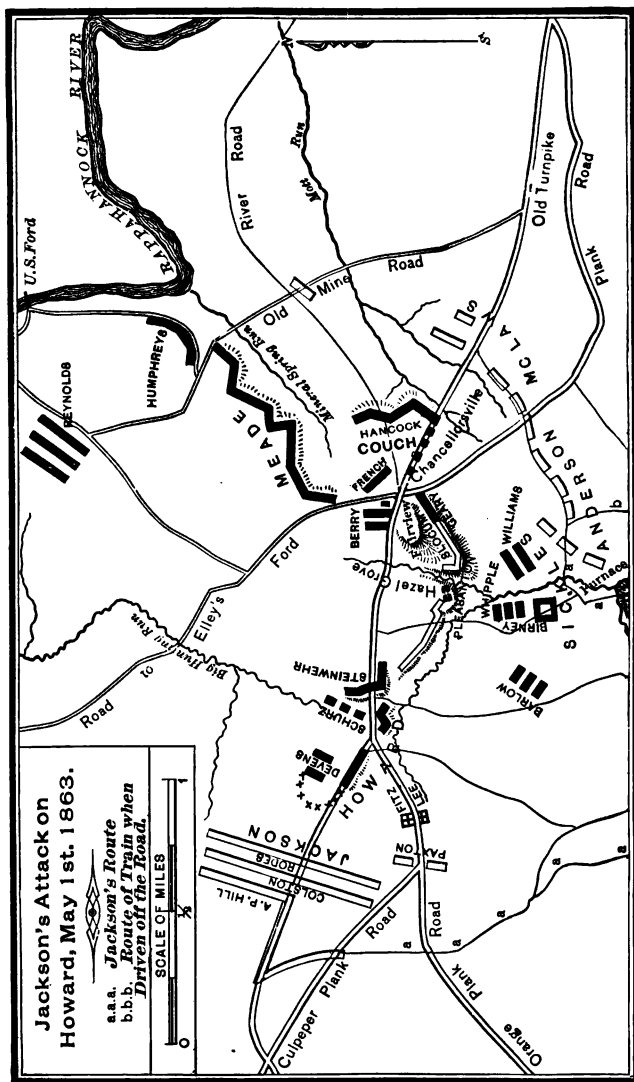 Jackson's Attack on
Howard, May 1st. 1863.
a.a.a. Jackson's Route
b.b.b. Route of Train when
Driven off the Road.
SCALE OF MILES
0
½
1
RAPPAHANNOCK RIVER
U.S. Ford
N
S
River Road
Mott Run
Old Mine Road
Mineral Spring Run
Old Turnpike
Plank Road
REYNOLDS
HUMPHREYS
MEADE
HANCOCK
COUCH
FRENCH
Chancellorsville
BERRY
Fairview
SLOCUM
GEARY
MCLAWS
ANDERSON
WILLIAMS
SICKLES
WHIPPLE
BIRNEY
BARLOW
Furnace
PLEASANTON
Hazel Grove
Road to Elley's Ford
Big Hunting Run
STEINWEHR
SCHURZ
DEVENS
HOWARD
JACKSON
RODES
COLSTON
A.P. HILL
FITZ LEE
PAXTON
Culpeper Plank Road
Orange Plank Road
a
a
a
a
a
a
a
b